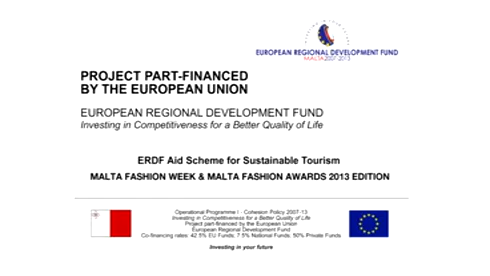 EUROPEAN REGIONAL DEVELOPMENT FUND
MALTA 2007-2013
PROJECT PART-FINANCED
BY THE EUROPEAN UNION
EUROPEAN REGIONAL DEVELOPMENT FUND
Investing in Competitiveness for a Better Quality of Life
ERDF Aid Scheme for Sustainable Tourism
MALTA FASHION WEEK & MALTA FASHION AWARDS 2013 EDITION
Operational Programme I - Cohesion Policy 2007-13
Investing in Competitiveness for a Better Quality of Life
Project part-financed by the European Union
European Regional Development Fund
Co-financing rates: 42.5% EU Funds; 7.5% National Funds; 50% Private Funds
Investing in your future